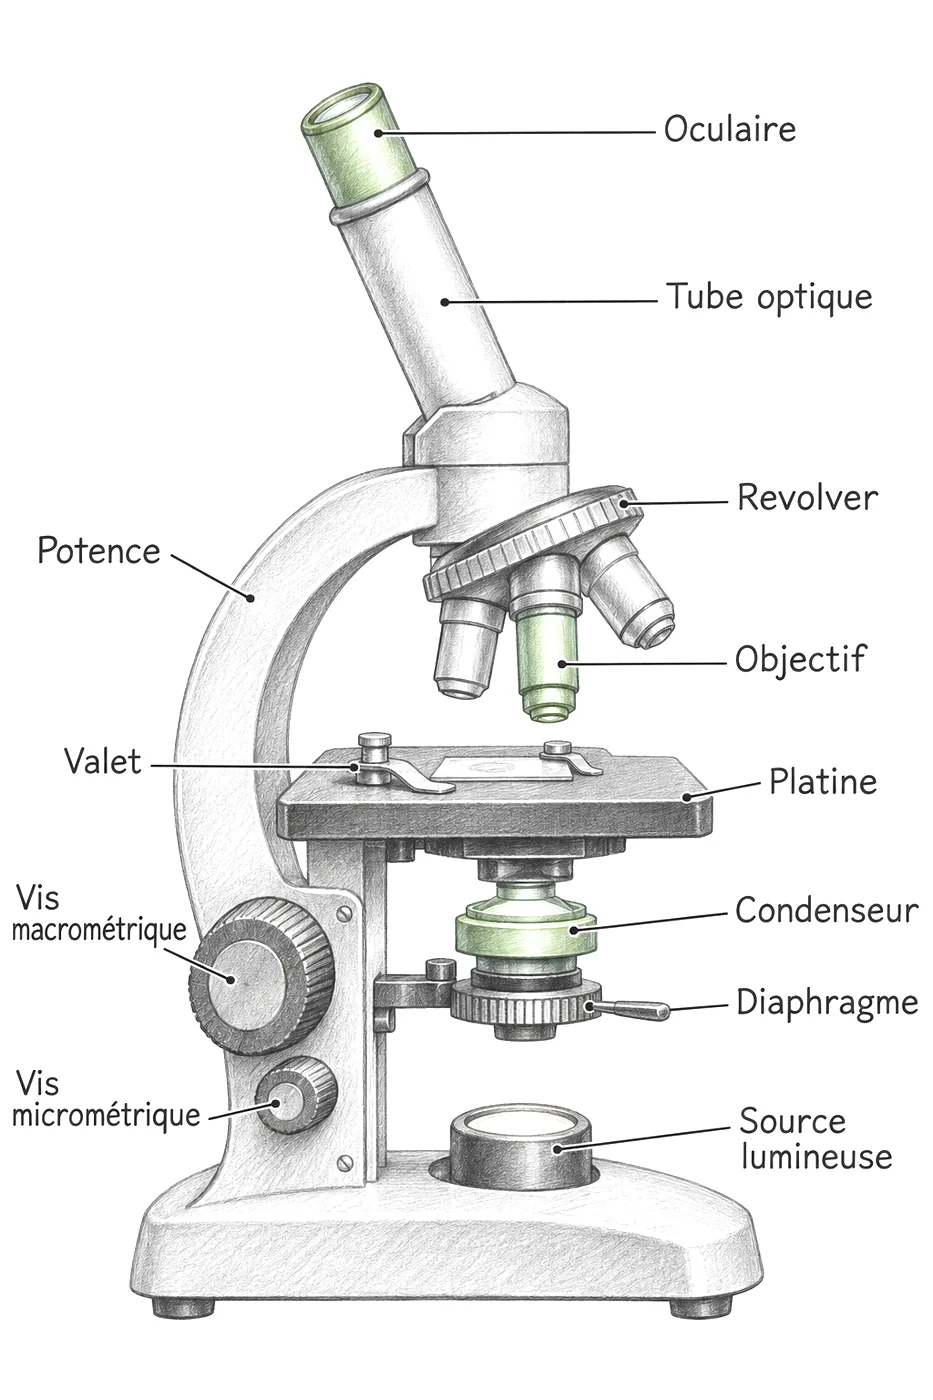 Oculaire
Tube optique
Revolver
Potence
Objectif
Valet
Platine
Vis
macrométrique
Condenseur
Diaphragme
Vis
micrométrique
Source
lumineuse